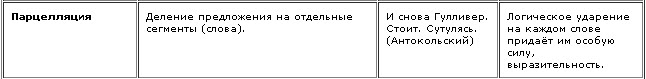 Парцелляция
Деление предложения на отдельные
сегменты (слова).
И снова Гулливер.
Стоит. Сутулясь.
(Антокольский)
Логическое ударение
на каждом слове
придаёт им особую
силу,
выразительность.